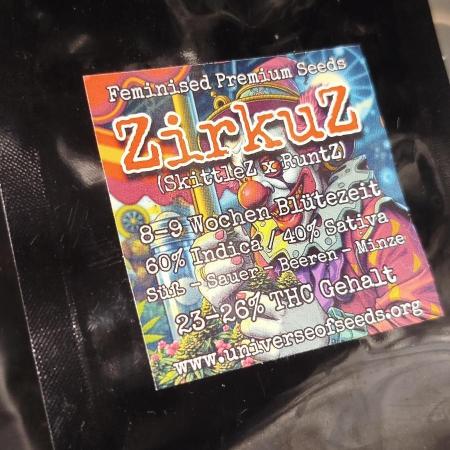 Feminised Premium Seeds
ZirkuZ
(SkittleZ x RuntZ)
8-9 Wochen Blütezeit
60% Indica / 40% Sativa
Süß - Sauer - Beeren - Minze
23-26% THC Gehalt
www.universeofseeds.org